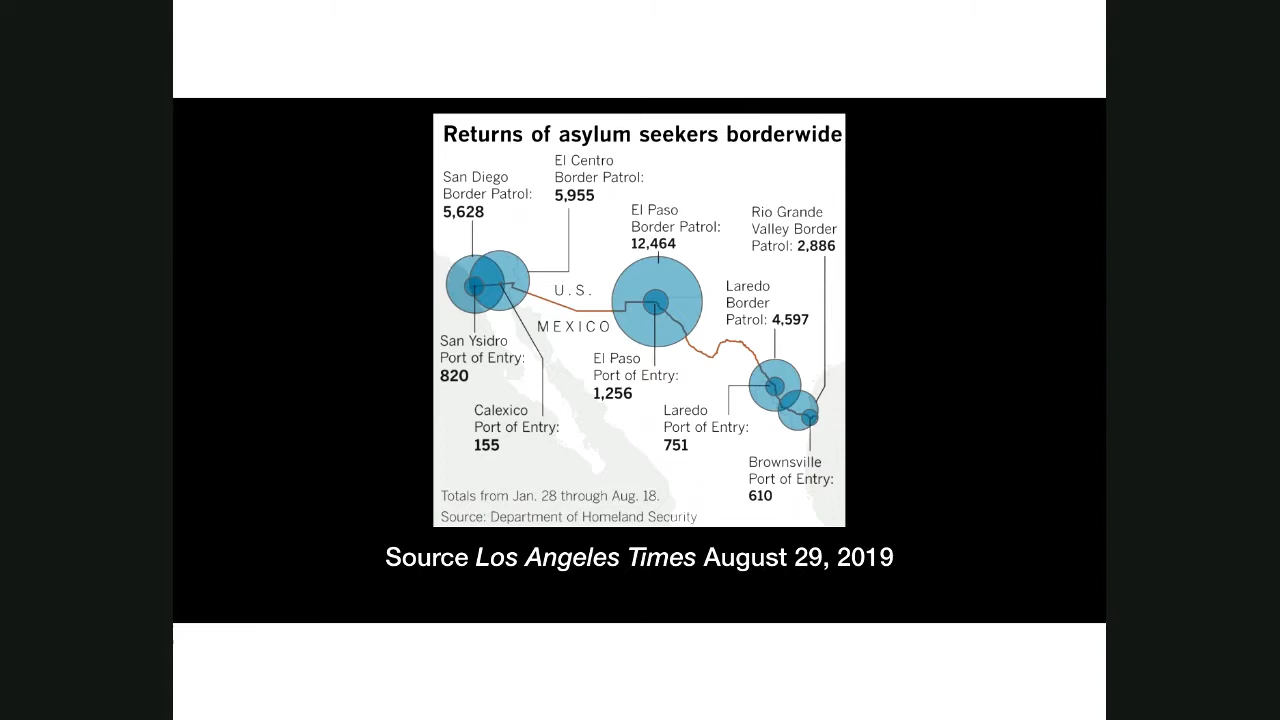 Returns of asylum seekers borderwide
El Centro
Border Patrol:
5,955
San Diego
Border Patrol:
5,628
El Paso
Border Patrol:
12,464
Rio Grande
Valley Border
Patrol: 2,886
U.S.
MEXICO
Laredo
Border
Patrol: 4,597
San Ysidro
Port of Entry:
820
El Paso
Port of Entry:
1,256
Calexico
Port of Entry:
155
Laredo
Port of Entry:
751
Brownsville
Port of Entry:
610
Totals from Jan. 28 through Aug. 18.
Source: Department of Homeland Security
Source Los Angeles Times August 29, 2019